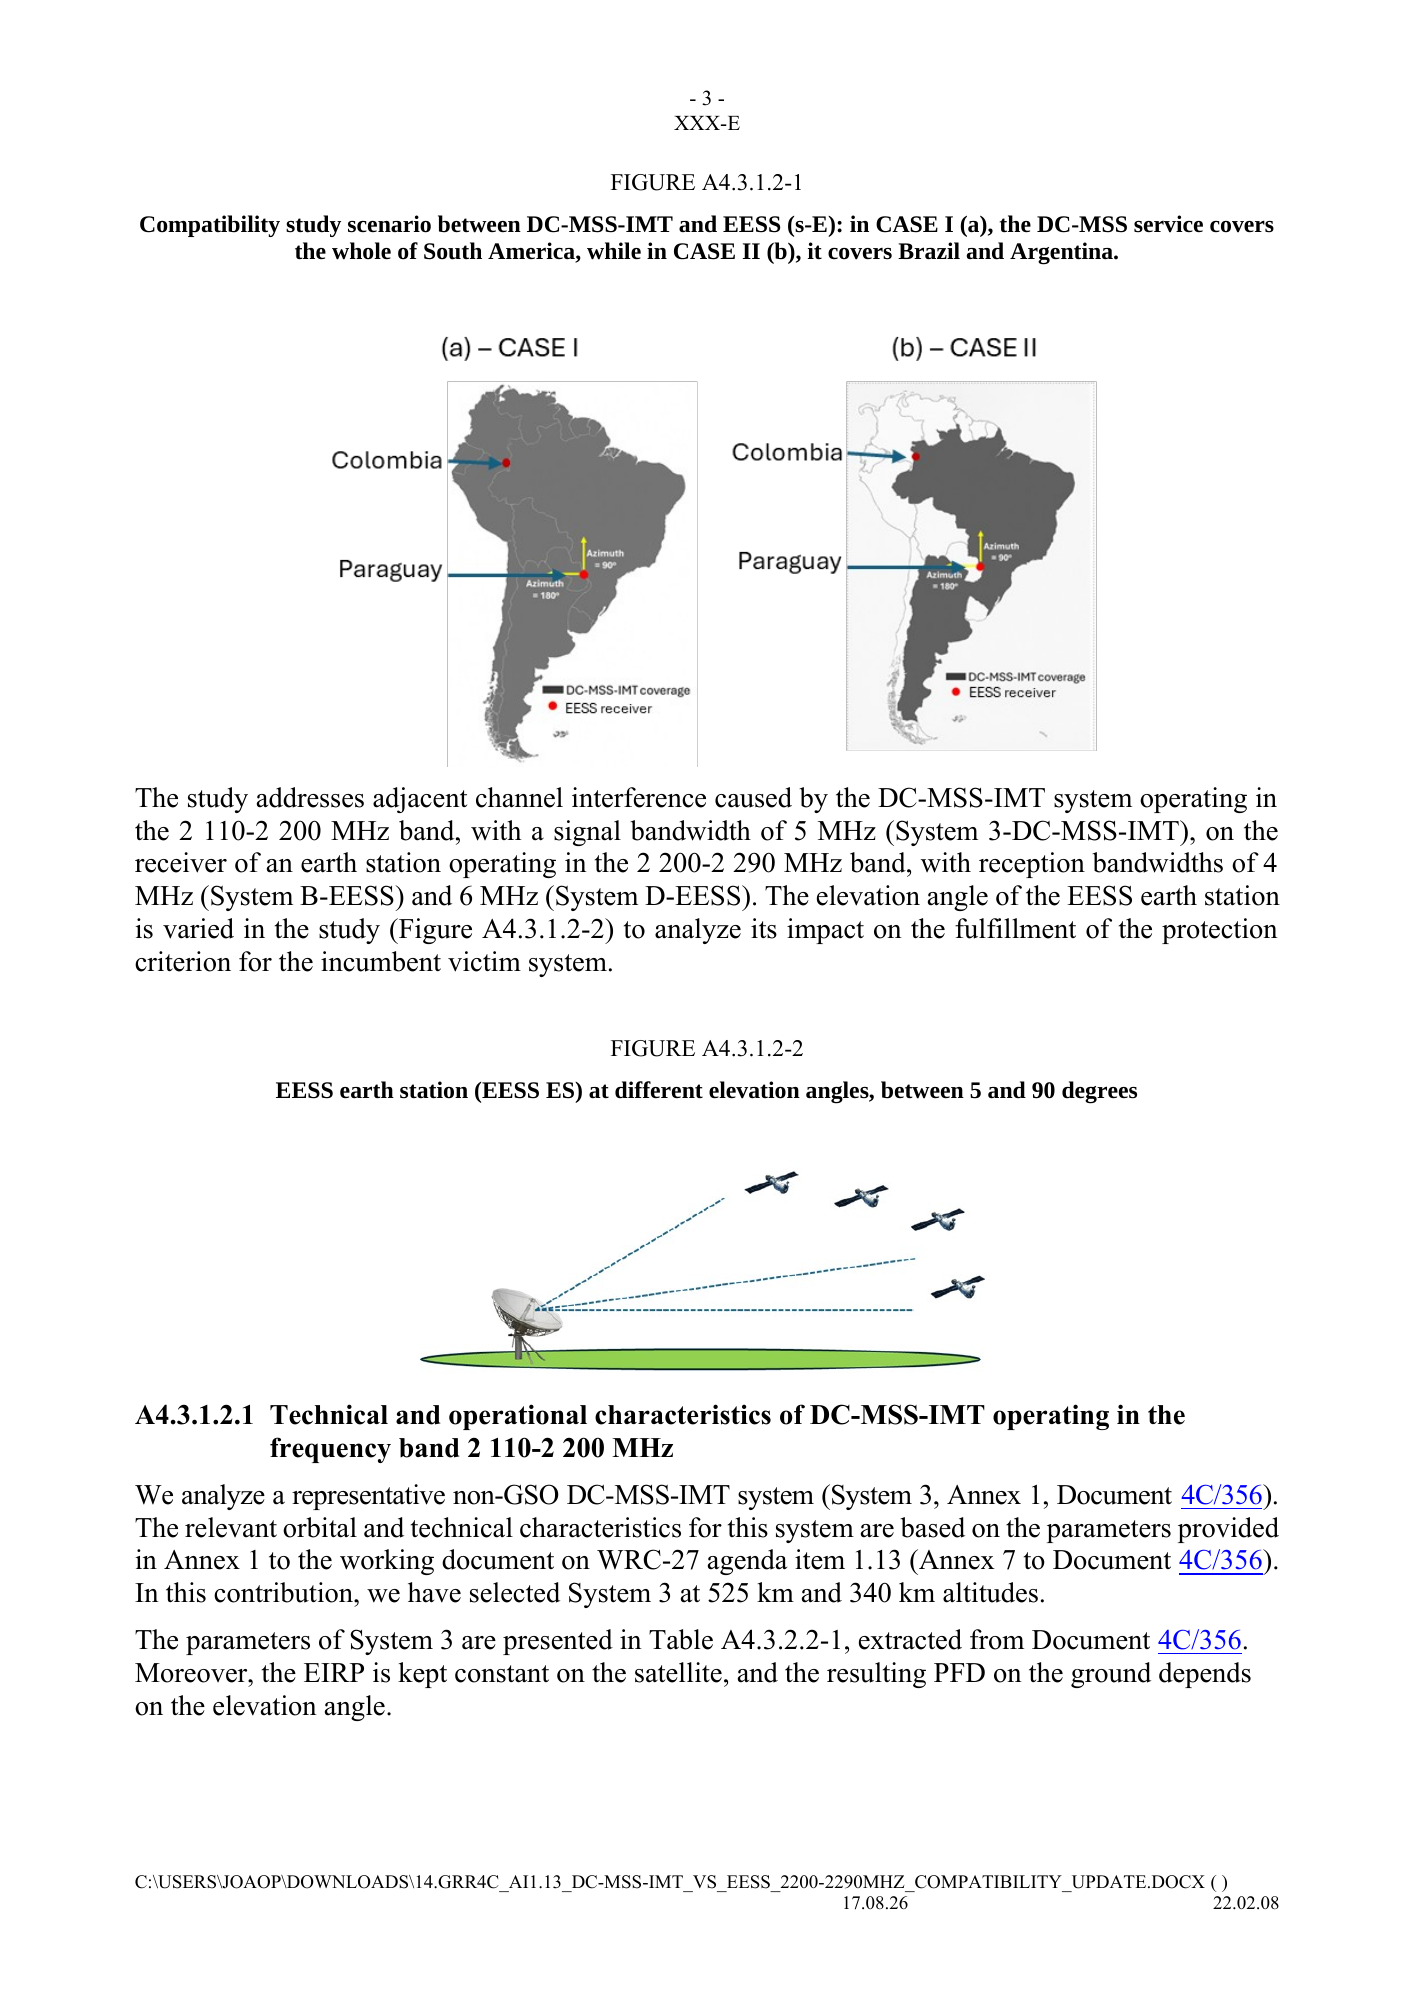 - 3 -
XXX-E
FIGURE A4.3.1.2-1
Compatibility study scenario between DC-MSS-IMT and EESS (s-E): in CASE I (a), the DC-MSS service covers
the whole of South America, while in CASE II (b), it covers Brazil and Argentina.
(a) – CASE I
Colombia
Paraguay
Azimuth
= 90º
Azimuth
= 180º
DC-MSS-IMT coverage
EESS receiver
(b) – CASE II
Colombia
Paraguay
Azimuth
= 90º
Azimuth
= 180º
DC-MSS-IMT coverage
EESS receiver
The study addresses adjacent channel interference caused by the DC-MSS-IMT system operating in
the 2 110-2 200 MHz band, with a signal bandwidth of 5 MHz (System 3-DC-MSS-IMT), on the
receiver of an earth station operating in the 2 200-2 290 MHz band, with reception bandwidths of 4
MHz (System B-EESS) and 6 MHz (System D-EESS). The elevation angle of the EESS earth station
is varied in the study (Figure A4.3.1.2-2) to analyze its impact on the fulfillment of the protection
criterion for the incumbent victim system.
FIGURE A4.3.1.2-2
EESS earth station (EESS ES) at different elevation angles, between 5 and 90 degrees
A4.3.1.2.1 Technical and operational characteristics of DC-MSS-IMT operating in the
frequency band 2 110-2 200 MHz
We analyze a representative non-GSO DC-MSS-IMT system (System 3, Annex 1, Document 4C/356).
The relevant orbital and technical characteristics for this system are based on the parameters provided
in Annex 1 to the working document on WRC-27 agenda item 1.13 (Annex 7 to Document 4C/356).
In this contribution, we have selected System 3 at 525 km and 340 km altitudes.
The parameters of System 3 are presented in Table A4.3.2.2-1, extracted from Document 4C/356.
Moreover, the EIRP is kept constant on the satellite, and the resulting PFD on the ground depends
on the elevation angle.
C:\USERS\JOAOP\DOWNLOADS\14.GRR4C_AI1.13_DC-MSS-IMT_VS_EESS_2200-2290MHZ_COMPATIBILITY_UPDATE.DOCX ( )
17.08.26 22.02.08